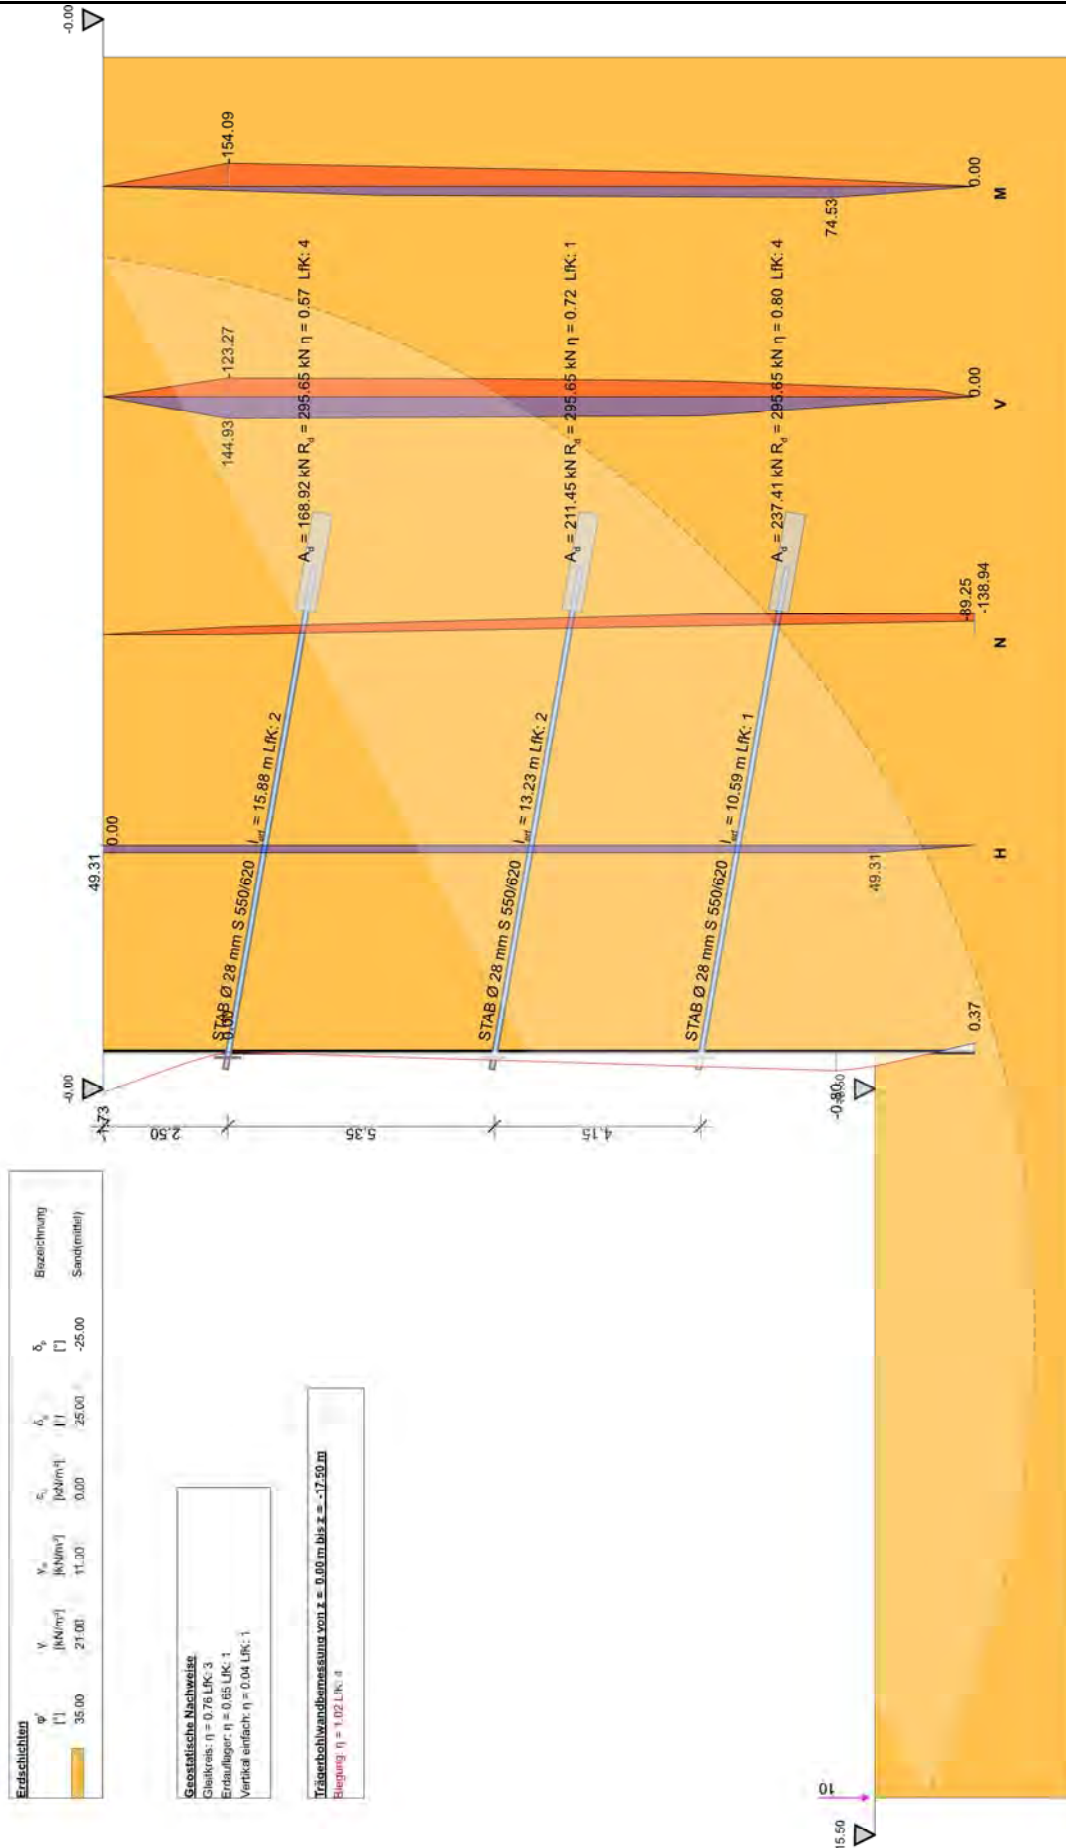 Erdschichten
φ' γ γ' c δ δp Bezeichnung
[°] [kN/m³] [kN/m³] [kN/m²] [°] [°]
35.00 21.00 11.00 0.00 25.00 -25.00 Sand(mittel)
Geostatische Nachweise
Gleitkreis: η = 0.76 LfK: 3
Erdauflager: η = 0.65 LfK: 1
Vertikal einfach: η = 0.04 LfK: 1
Trägerbohlwandbemessung von z = 0.00 m bis z = -17.50 m
Biegung: η = 1.02 LfK: 4
-0.00
-0.00
2.50
5.35
4.15
-0.80
15.50
10
0.37
STAB Ø 28 mm S 550/620
l_erf = 15.88 m LfK: 2
A_d = 168.92 kN R_d = 295.65 kN η = 0.57 LfK: 4
STAB Ø 28 mm S 550/620
l_erf = 13.23 m LfK: 2
A_d = 211.45 kN R_d = 295.65 kN η = 0.72 LfK: 1
STAB Ø 28 mm S 550/620
l_erf = 10.59 m LfK: 1
A_d = 237.41 kN R_d = 295.65 kN η = 0.80 LfK: 4
49.31
0.00
49.31
H
-89.25
-138.94
N
144.93
-123.27
0.00
V
-154.09
74.53
0.00
M